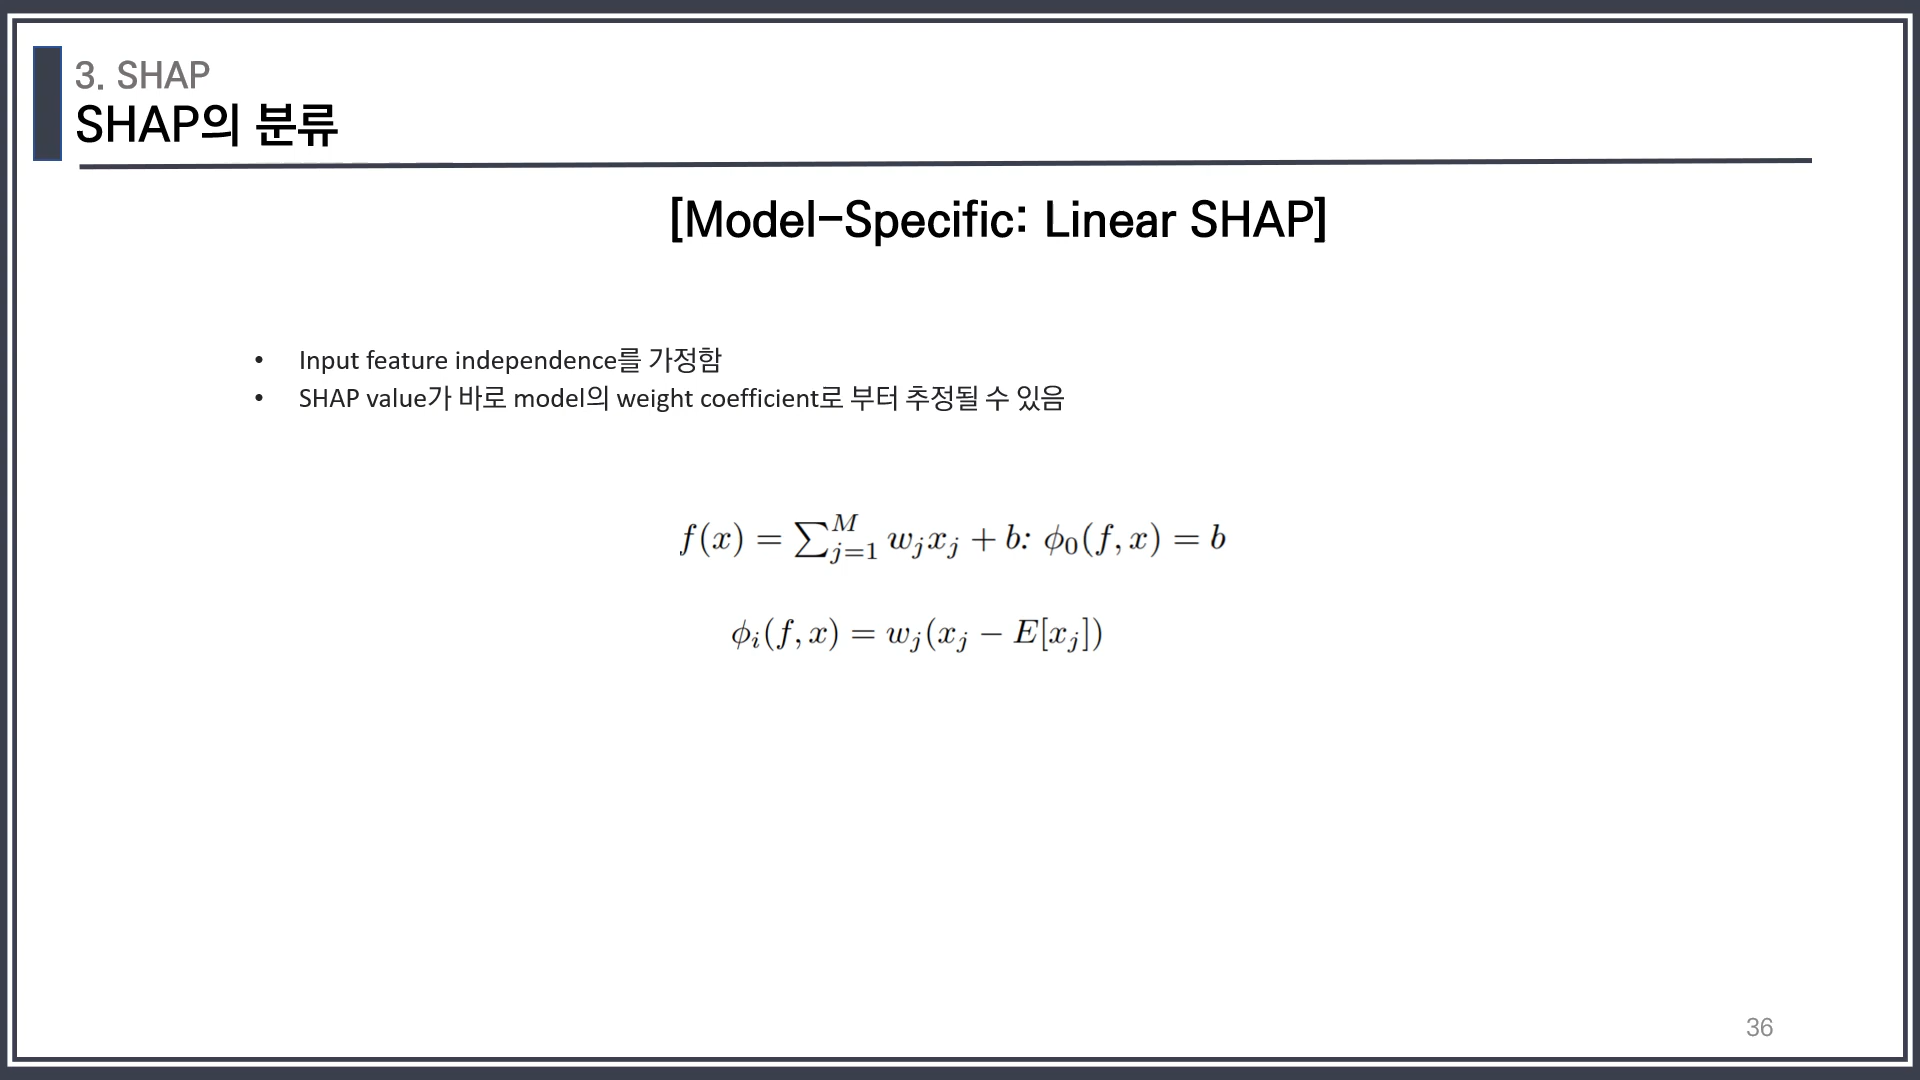 3. SHAP
SHAP의 분류
[Model-Specific: Linear SHAP]
• Input feature independence를 가정함
• SHAP value가 바로 model의 weight coefficient로 부터 추정될 수 있음
$f(x) = \sum_{j=1}^{M} w_j x_j + b$: $\phi_0(f, x) = b$
$\phi_i(f, x) = w_j(x_j - E[x_j])$
36